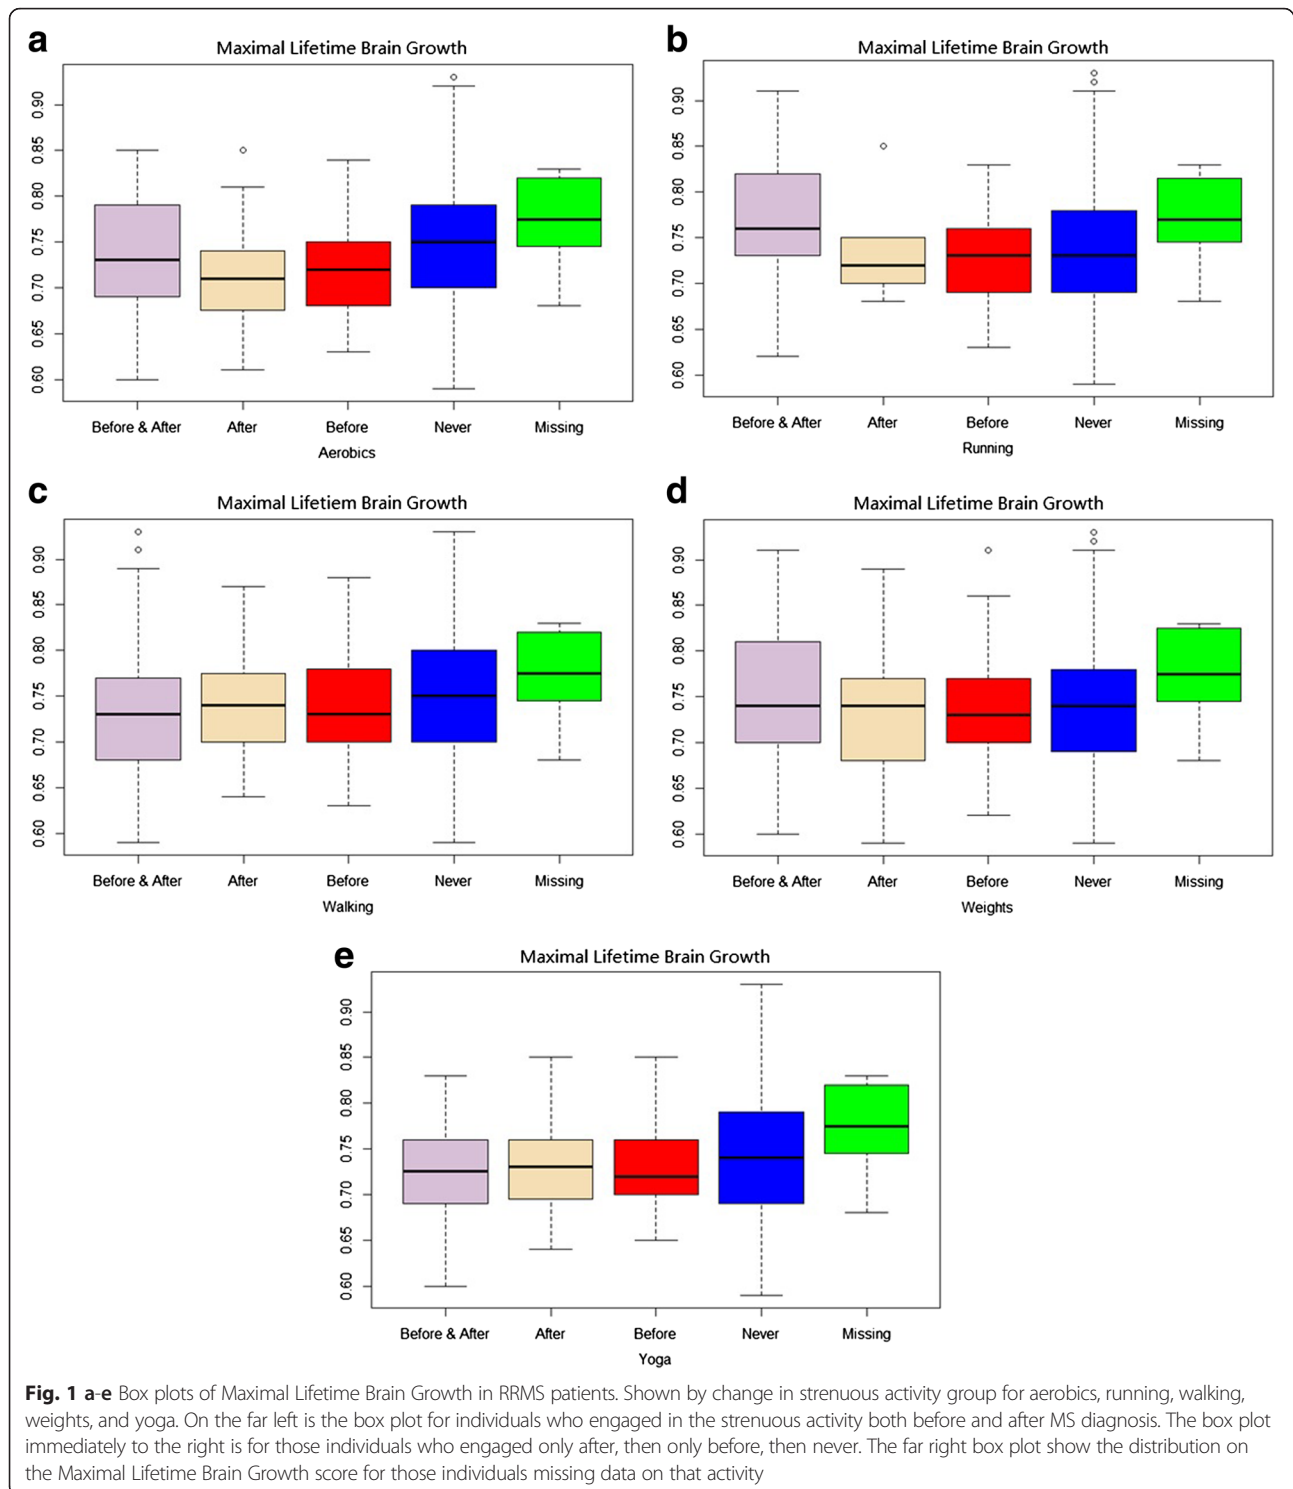 a
Maximal Lifetime Brain Growth
0.90
0.85
0.80
0.75
0.70
0.65
0.60
Before & After After Before Never Missing
Aerobics
b
Maximal Lifetime Brain Growth
0.90
0.85
0.80
0.75
0.70
0.65
0.60
Before & After After Before Never Missing
Running
c
Maximal Lifetiem Brain Growth
0.90
0.85
0.80
0.75
0.70
0.65
0.60
Before & After After Before Never Missing
Walking
d
Maximal Lifetime Brain Growth
0.90
0.85
0.80
0.75
0.70
0.65
0.60
Before & After After Before Never Missing
Weights
e
Maximal Lifetime Brain Growth
0.90
0.85
0.80
0.75
0.70
0.65
0.60
Before & After After Before Never Missing
Yoga
Fig. 1 a-e Box plots of Maximal Lifetime Brain Growth in RRMS patients. Shown by change in strenuous activity group for aerobics, running, walking,
weights, and yoga. On the far left is the box plot for individuals who engaged in the strenuous activity both before and after MS diagnosis. The box plot
immediately to the right is for those individuals who engaged only after, then only before, then never. The far right box plot show the distribution on
the Maximal Lifetime Brain Growth score for those individuals missing data on that activity